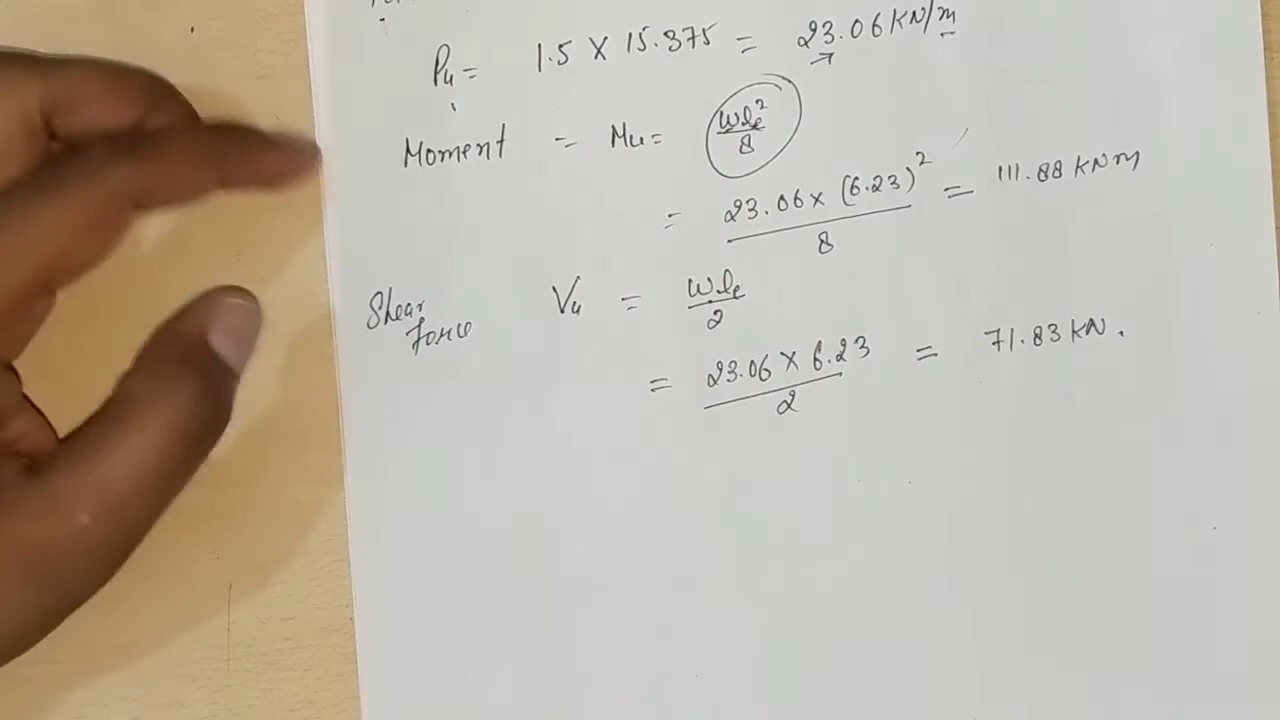 Pu = 1.5 X 15.375 = 23.06 KN/m
Moment = Mu = wle²/8
= 23.06 x (6.23)²/8 = 111.88 KNm
Shear force Vu = wle/2
= 23.06 X 6.23/2 = 71.83 KN.